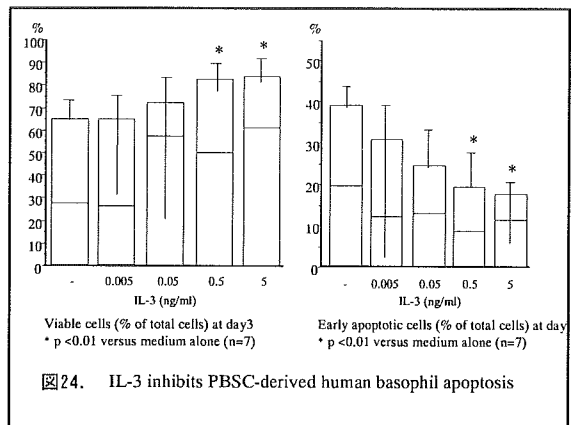 %
100
90
80
70
60
50
40
30
20
10
0
* *
- 0.005 0.05 0.5 5
IL-3 (ng/ml)
Viable cells (% of total cells) at day3
* p <0.01 versus medium alone (n=7)
%
50
40
30
20
10
0
* *
- 0.005 0.05 0.5 5
IL-3 (ng/ml)
Early apoptotic cells (% of total cells) at day
* p <0.01 versus medium alone (n=7)
図24. IL-3 inhibits PBSC-derived human basophil apoptosis